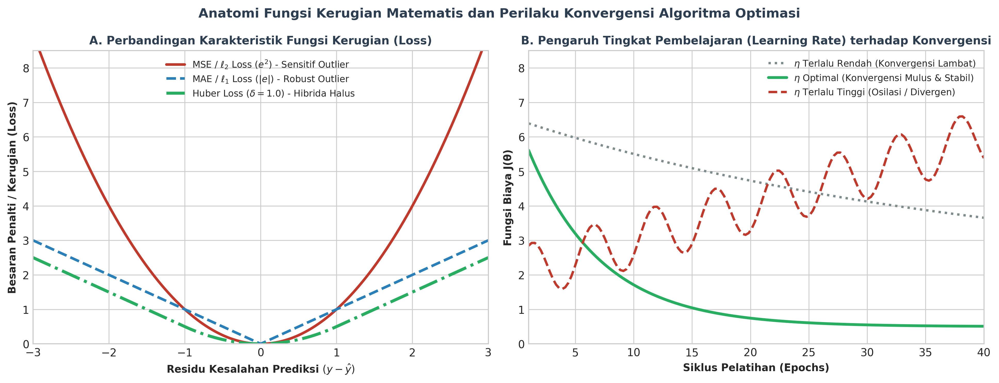 Anatomi Fungsi Kerugian Matematis dan Perilaku Konvergensi Algoritma Optimasi
A. Perbandingan Karakteristik Fungsi Kerugian (Loss)
MSE / ℓ₂ Loss (e²) - Sensitif Outlier
MAE / ℓ₁ Loss (|e|) - Robust Outlier
Huber Loss (δ = 1.0) - Hibrida Halus
Besaran Penalti / Kerugian (Loss)
8
7
6
5
4
3
2
1
0
−3 −2 −1 0 1 2 3
Residu Kesalahan Prediksi (y − ŷ)
B. Pengaruh Tingkat Pembelajaran (Learning Rate) terhadap Konvergensi
η Terlalu Rendah (Konvergensi Lambat)
η Optimal (Konvergensi Mulus & Stabil)
η Terlalu Tinggi (Osilasi / Divergen)
Fungsi Biaya J(θ)
8
7
6
5
4
3
2
1
0
5 10 15 20 25 30 35 40
Siklus Pelatihan (Epochs)